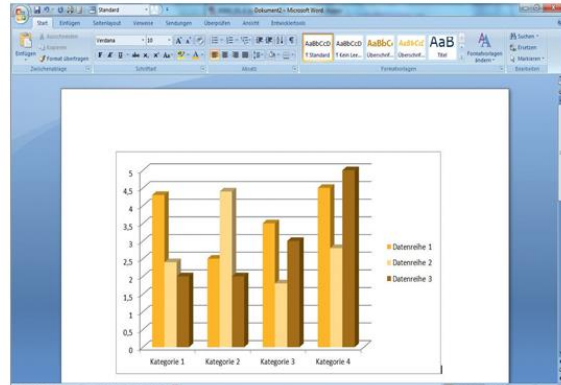 Standard
Dokument2 - Microsoft Word
Start Einfügen Seitenlayout Verweise Sendungen Überprüfen Ansicht Entwicklertools
Einfügen
Ausschneiden
Kopieren
Format übertragen
Zwischenablage
Verdana 10
F K U
Schriftart
Absatz
AaBbCcD AaBbCcD AaBbC AaBbCc AaB
¶ Standard ¶ Kein Lee... Überschrif... Überschrif... Titel
Formatvorlagen ändern
Formatvorlagen
Suchen
Ersetzen
Markieren
Bearbeiten
5
4,5
4
3,5
3
2,5
2
1,5
1
0,5
0
Kategorie 1 Kategorie 2 Kategorie 3 Kategorie 4
Datenreihe 1
Datenreihe 2
Datenreihe 3